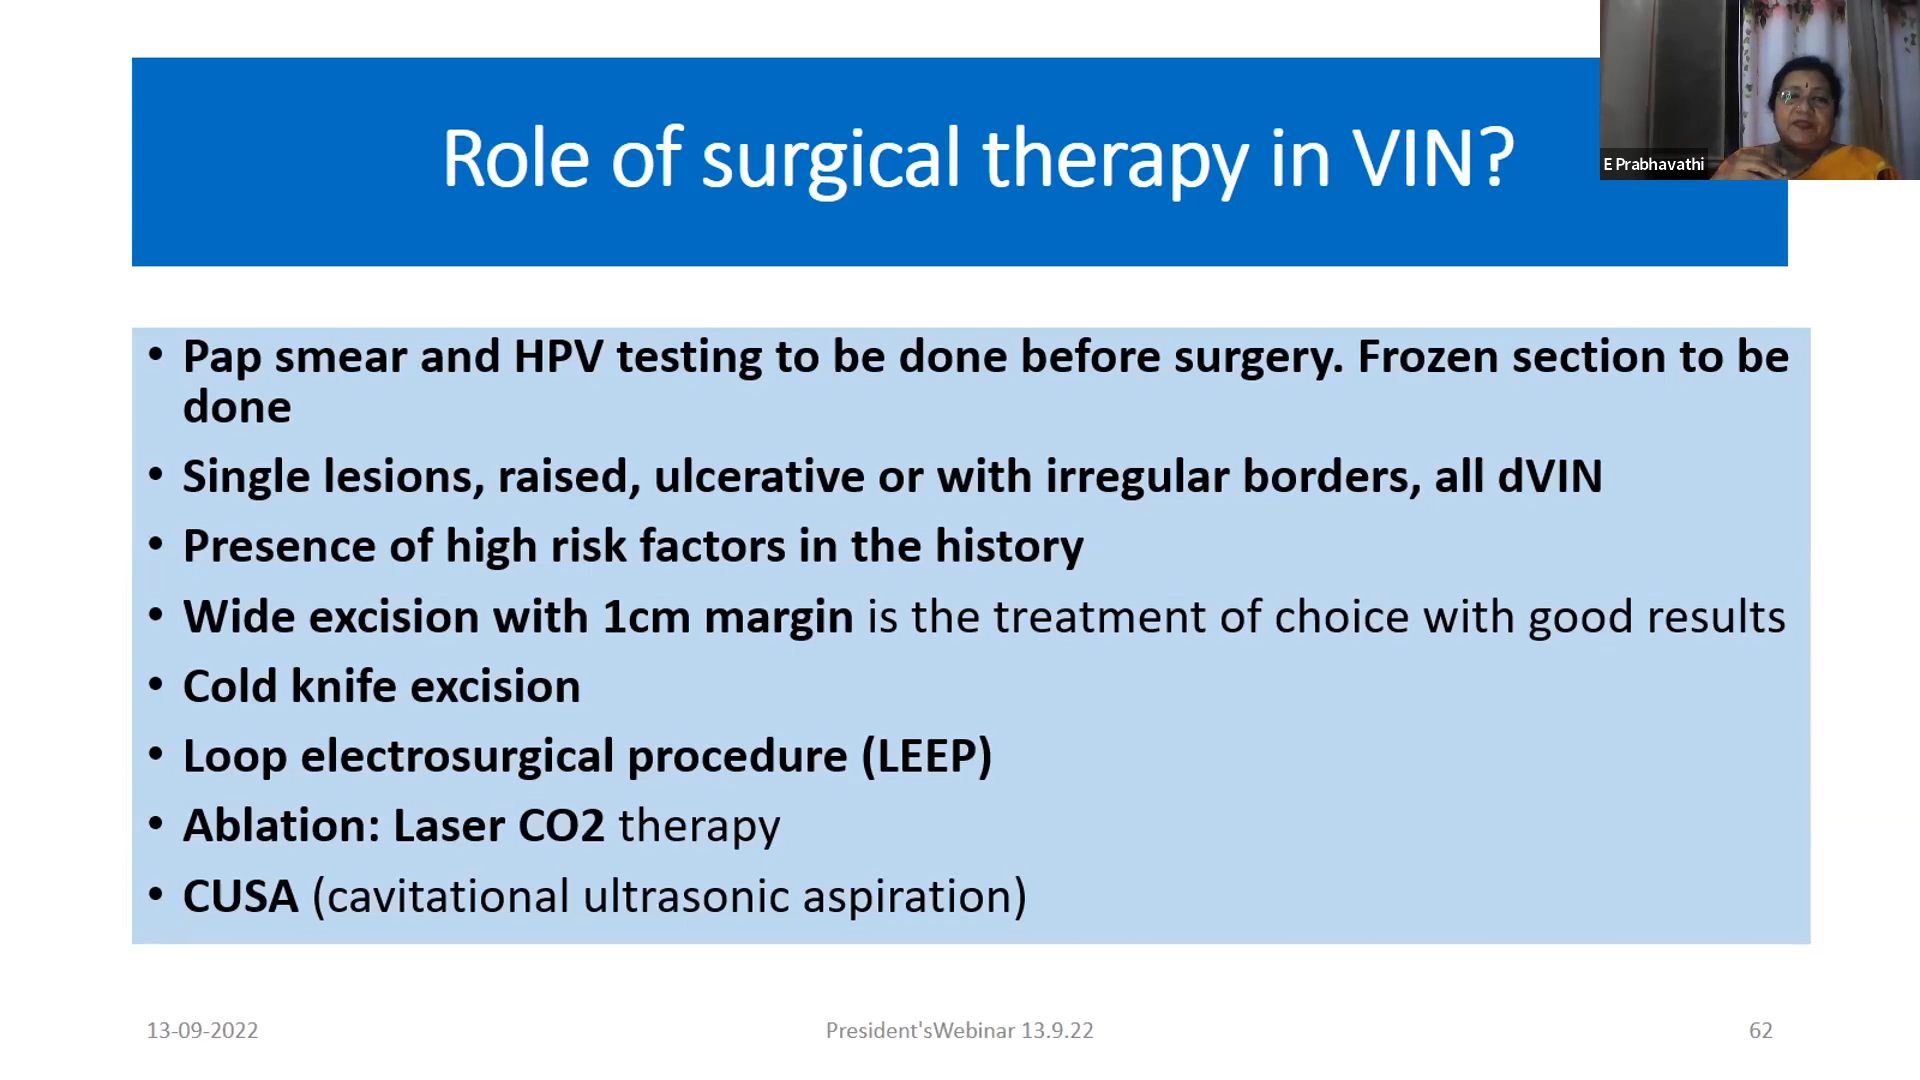 Role of surgical therapy in VIN?
E Prabhavathi
• Pap smear and HPV testing to be done before surgery. Frozen section to be
done
• Single lesions, raised, ulcerative or with irregular borders, all dVIN
• Presence of high risk factors in the history
• Wide excision with 1cm margin is the treatment of choice with good results
• Cold knife excision
• Loop electrosurgical procedure (LEEP)
• Ablation: Laser CO2 therapy
• CUSA (cavitational ultrasonic aspiration)
13-09-2022
President'sWebinar 13.9.22
62